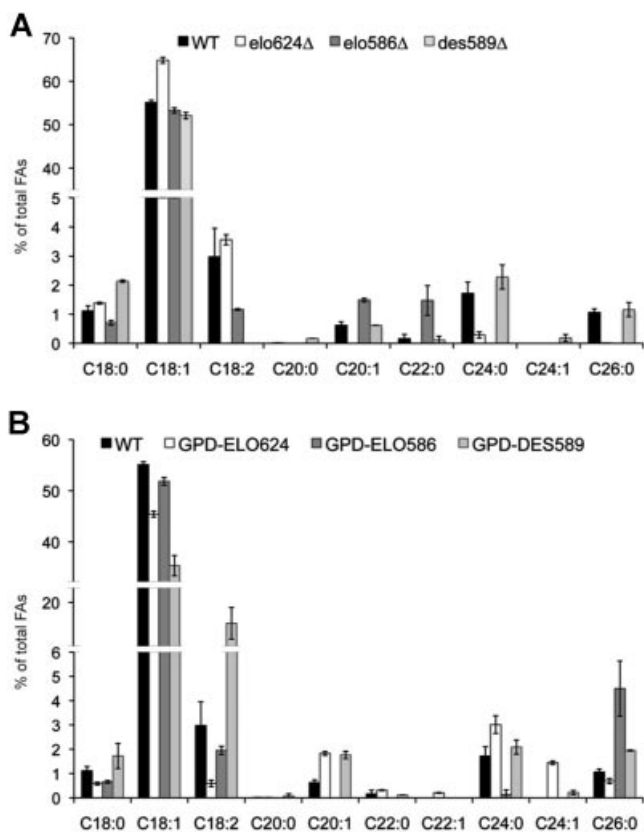 A
WT elo624Δ elo586Δ des589Δ
% of total FAs
70
60
50
40
5
4
3
2
1
0
C18:0 C18:1 C18:2 C20:0 C20:1 C22:0 C24:0 C24:1 C26:0
B
WT GPD-ELO624 GPD-ELO586 GPD-DES589
% of total FAs
60
50
40
20
6
5
4
3
2
1
0
C18:0 C18:1 C18:2 C20:0 C20:1 C22:0 C22:1 C24:0 C24:1 C26:0